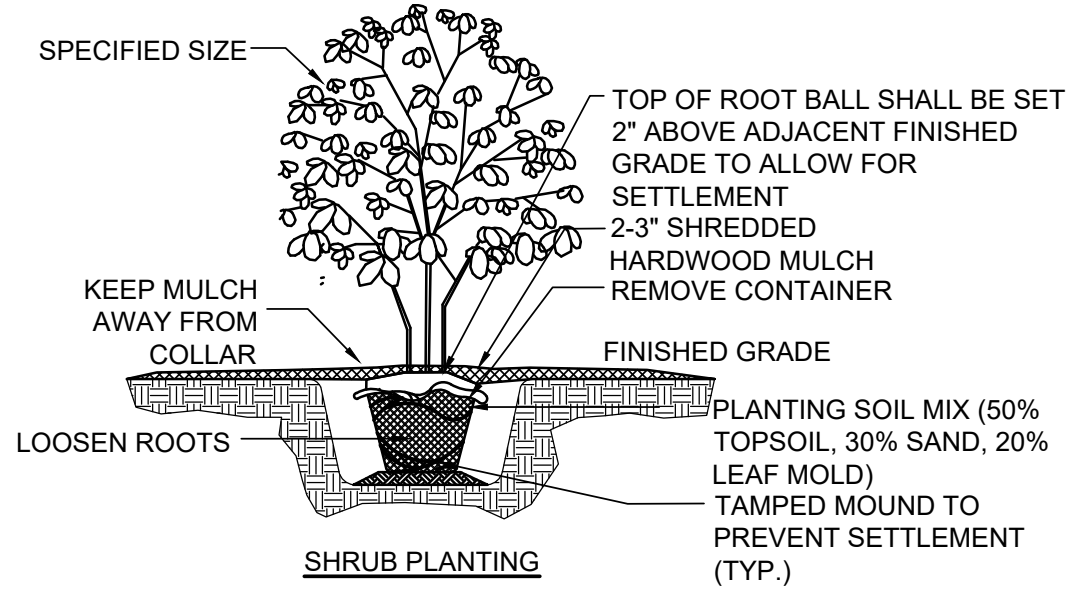 SPECIFIED SIZE
TOP OF ROOT BALL SHALL BE SET
2" ABOVE ADJACENT FINISHED
GRADE TO ALLOW FOR
SETTLEMENT
2-3" SHREDDED
HARDWOOD MULCH
REMOVE CONTAINER
KEEP MULCH
AWAY FROM
COLLAR
FINISHED GRADE
LOOSEN ROOTS
PLANTING SOIL MIX (50%
TOPSOIL, 30% SAND, 20%
LEAF MOLD)
TAMPED MOUND TO
PREVENT SETTLEMENT
(TYP.)
SHRUB PLANTING